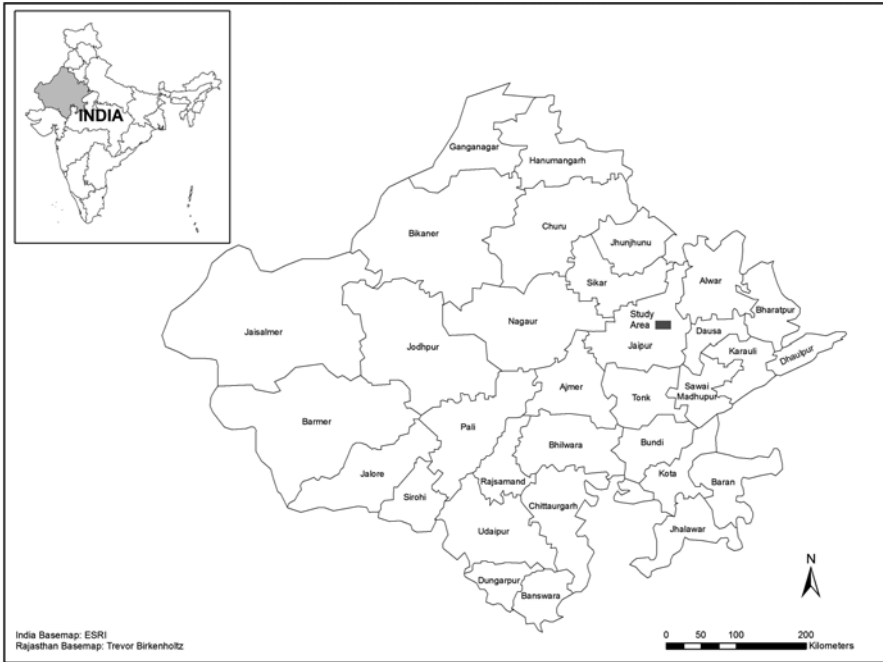 INDIA
Ganganagar
Hanumangarh
Bikaner
Churu
Jhunjhunu
Sikar
Alwar
Bharatpur
Jaisalmer
Nagaur
Study
Area
Dausa
Jodhpur
Jaipur
Karauli
Dhaulpur
Ajmer
Tonk
Sawai
Madhupur
Barmer
Pali
Bhilwara
Bundi
Jalore
Rajsamand
Kota
Baran
Sirohi
Chittaurgarh
Udaipur
Jhalawar
Dungarpur
Banswara
N
India Basemap: ESRI
Rajasthan Basemap: Trevor Birkenholtz
0 50 100 200
Kilometers